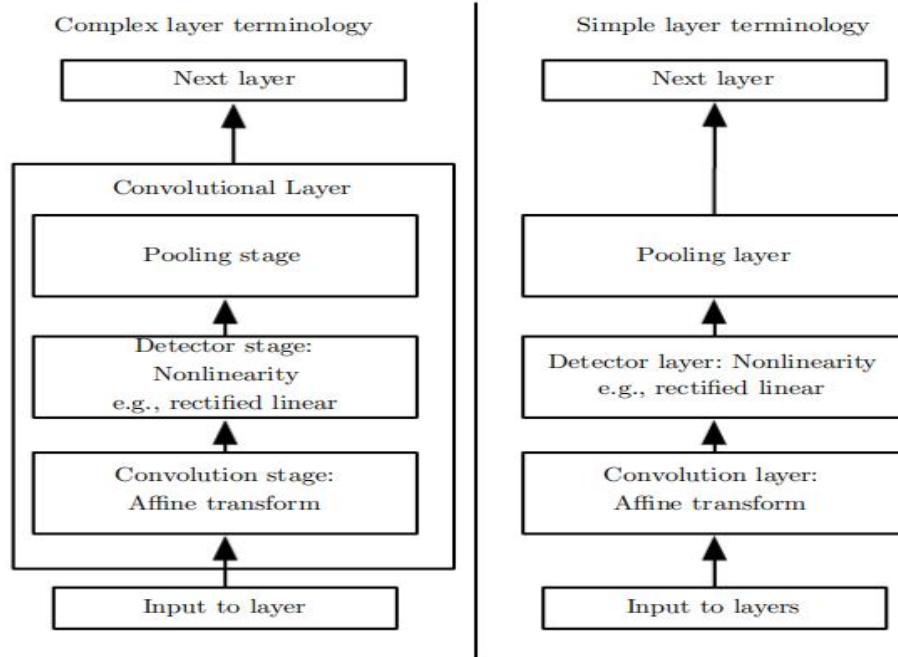 Complex layer terminology
Next layer
Convolutional Layer
Pooling stage
Detector stage:
Nonlinearity
e.g., rectified linear
Convolution stage:
Affine transform
Input to layer
Simple layer terminology
Next layer
Pooling layer
Detector layer: Nonlinearity
e.g., rectified linear
Convolution layer:
Affine transform
Input to layers